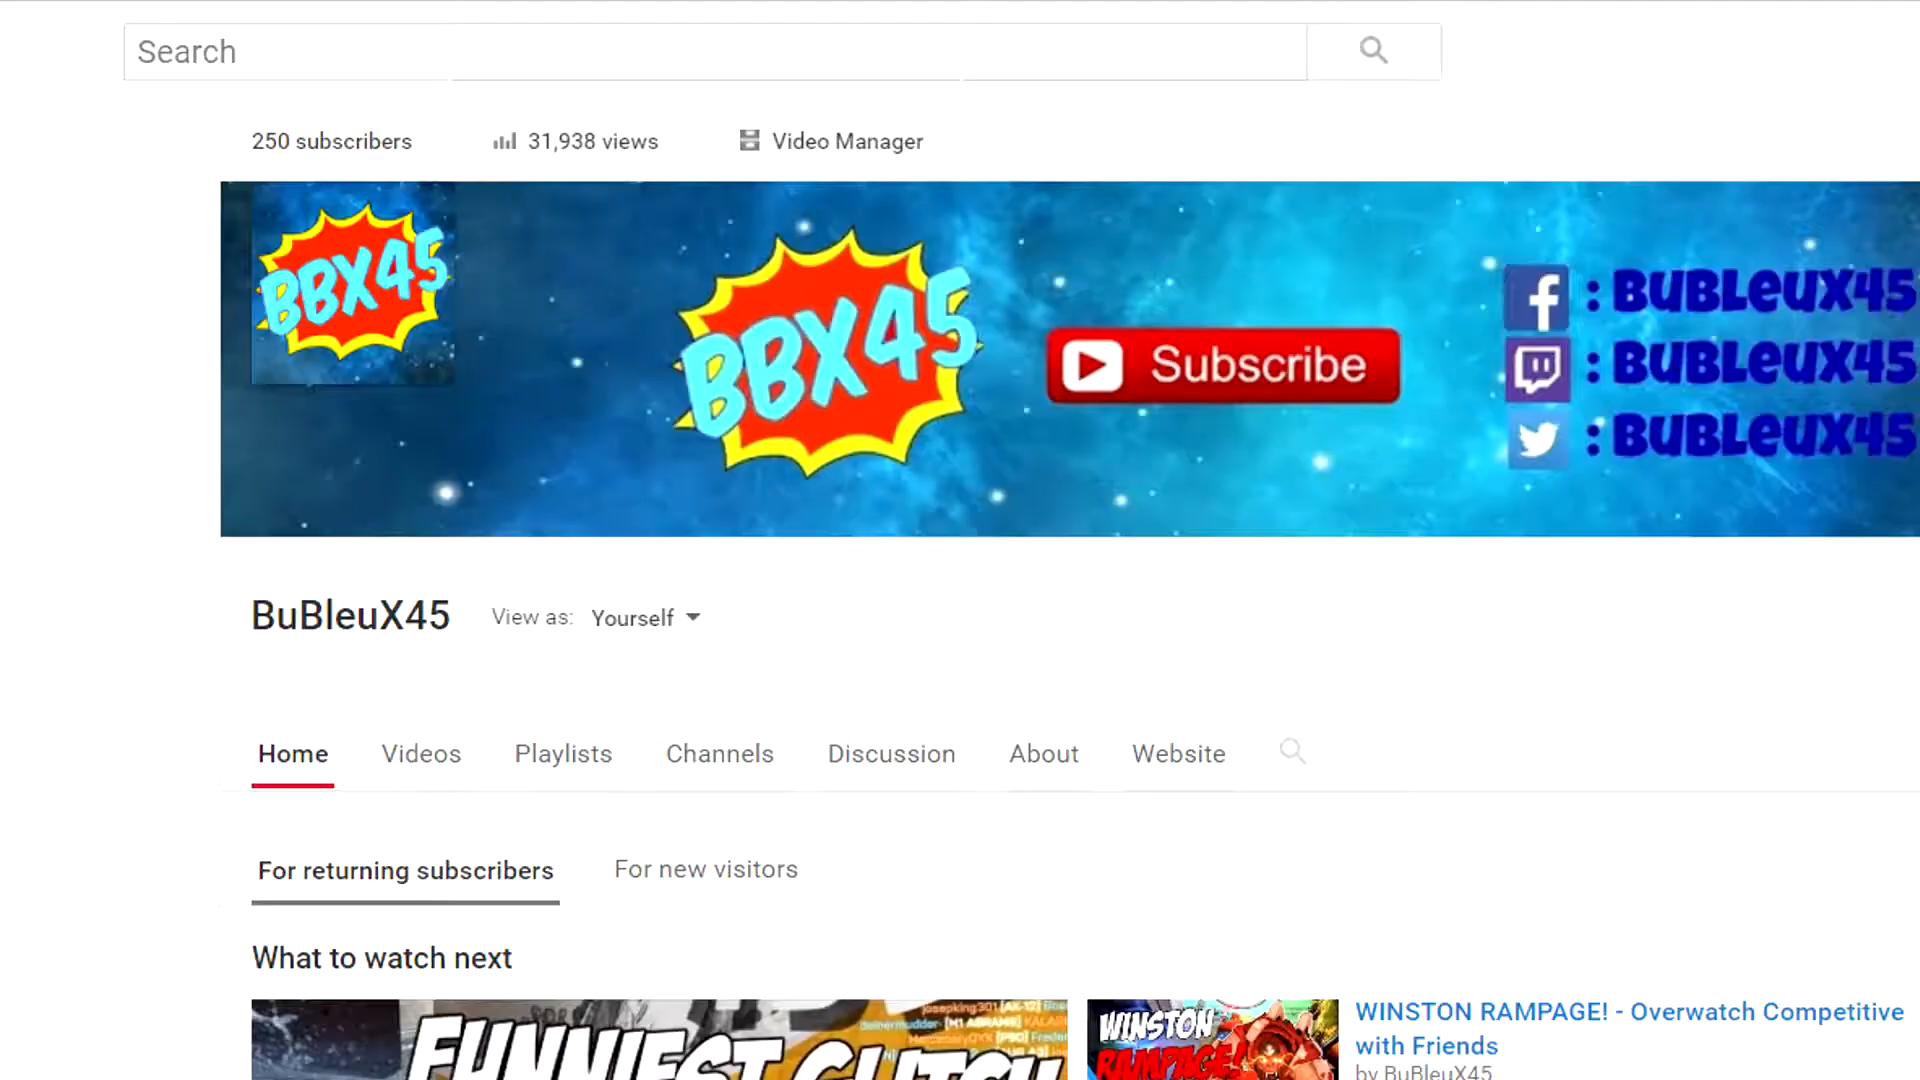 Search
250 subscribers 31,938 views Video Manager
BBX45
BBX45
Subscribe
: BuBLeuX45
: BuBLeuX45
: BuBLeuX45
BuBleuX45 View as: Yourself
Home Videos Playlists Channels Discussion About Website
For returning subscribers For new visitors
What to watch next
FUNNIEST GLITCH
WINSTON
RAMPAGE!
WINSTON RAMPAGE! - Overwatch Competitive
with Friends
by BuBleuX45